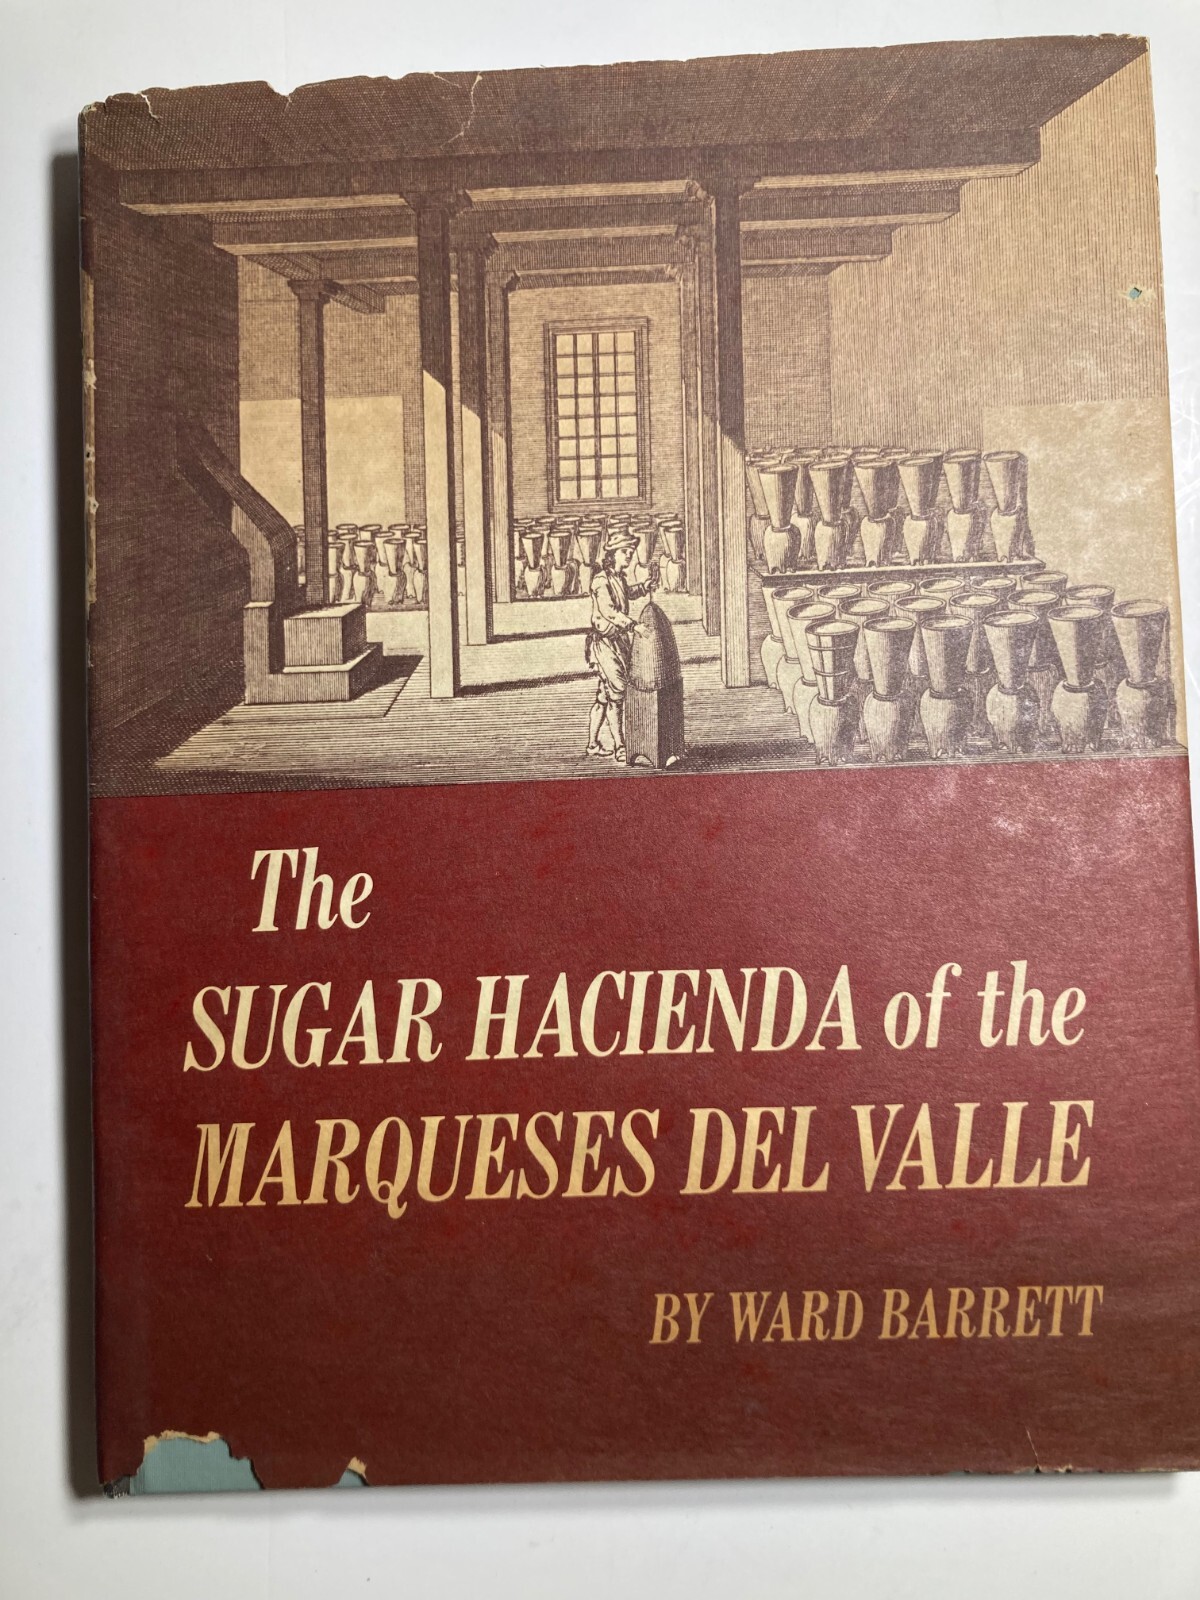 The
SUGAR HACIENDA of the
MARQUESES DEL VALLE
BY WARD BARRETT